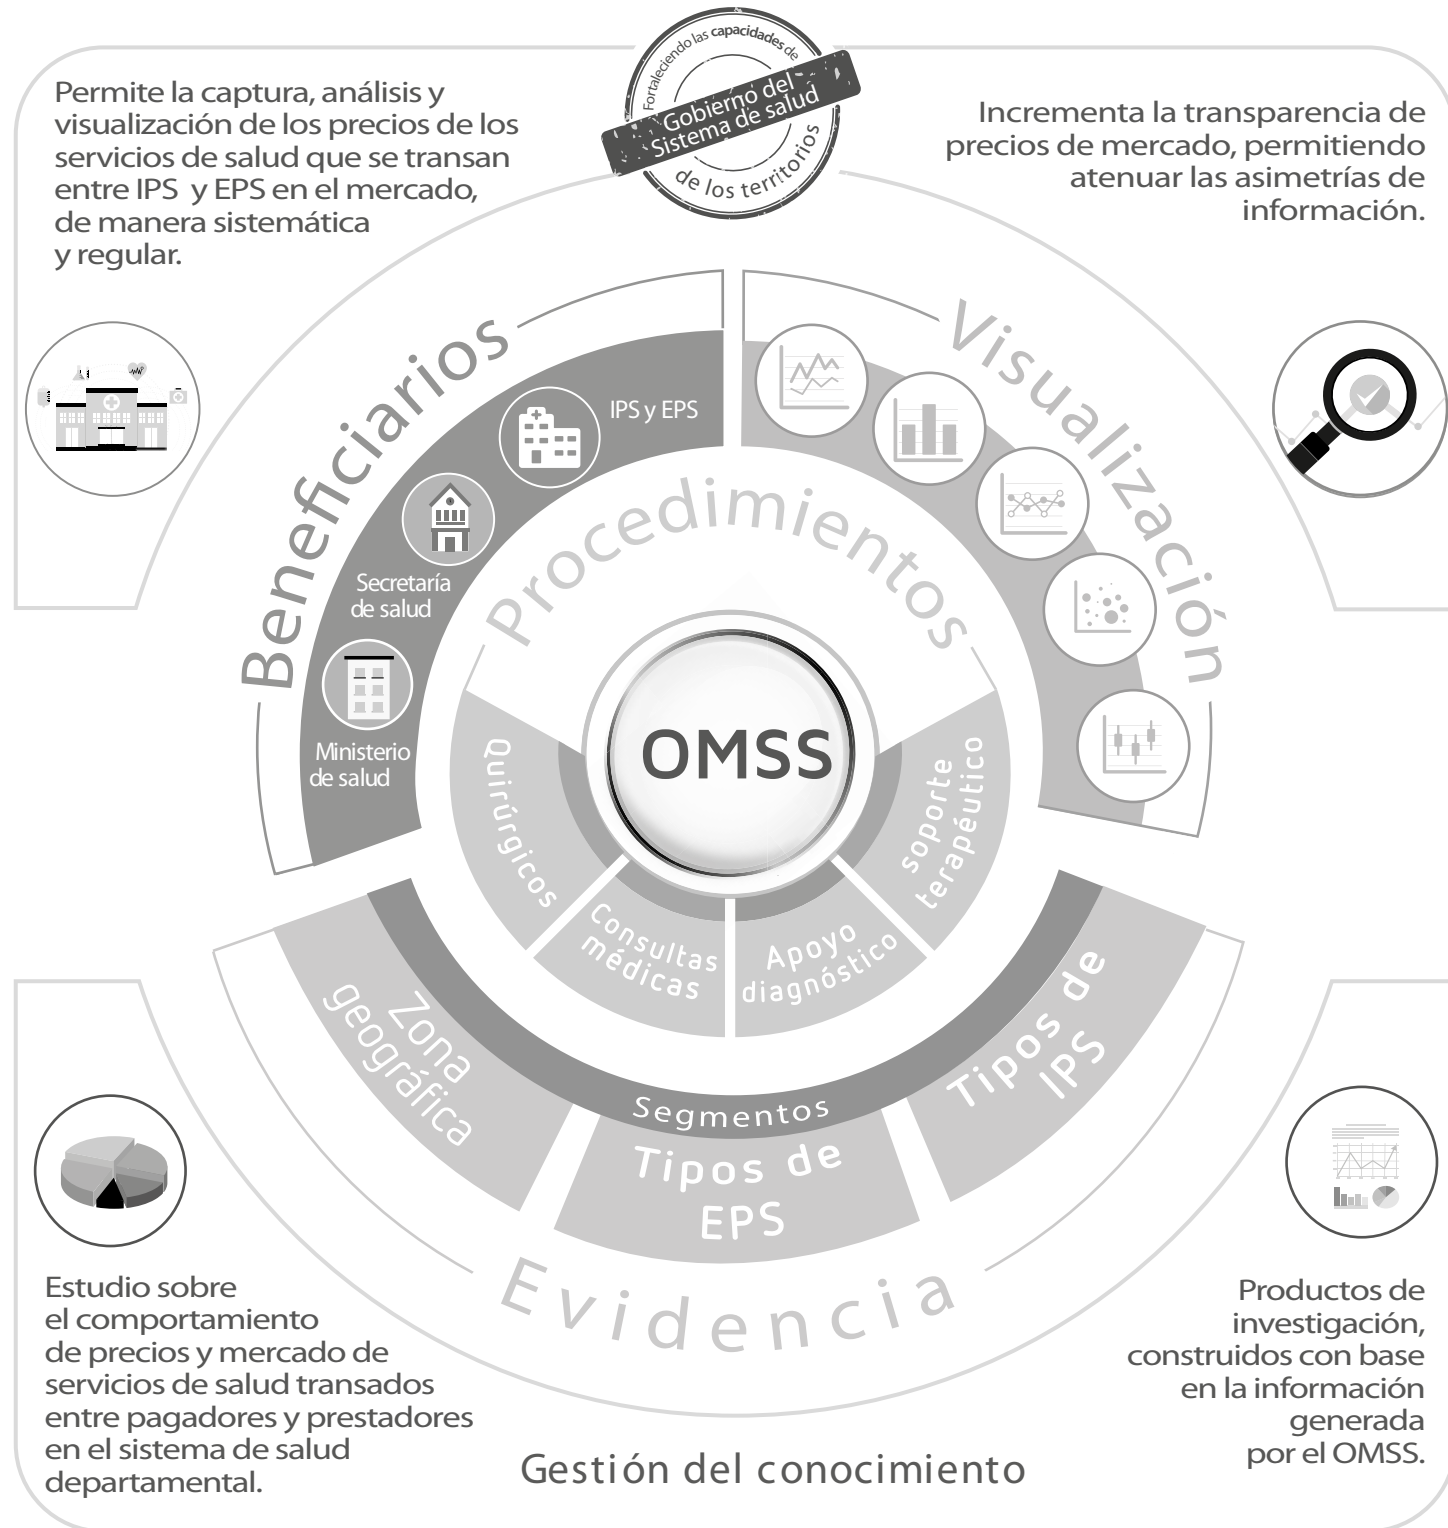 Fortaleciendo las capacidades de
Gobierno del
Sistema de salud
de los territorios
Permite la captura, análisis y
visualización de los precios de los
servicios de salud que se transan
entre IPS y EPS en el mercado,
de manera sistemática
y regular.
Incrementa la transparencia de
precios de mercado, permitiendo
atenuar las asimetrías de
información.
Beneficiarios
IPS y EPS
Secretaría
de salud
Ministerio
de salud
Visualización
Procedimientos
OMSS
Quirúrgicos
Consultas
médicas
Apoyo
diagnóstico
soporte
terapéutico
Segmentos
Zona
geográfica
Tipos de
EPS
Tipos de
IPS
Evidencia
Estudio sobre
el comportamiento
de precios y mercado de
servicios de salud transados
entre pagadores y prestadores
en el sistema de salud
departamental.
Productos de
investigación,
construidos con base
en la información
generada
por el OMSS.
Gestión del conocimiento